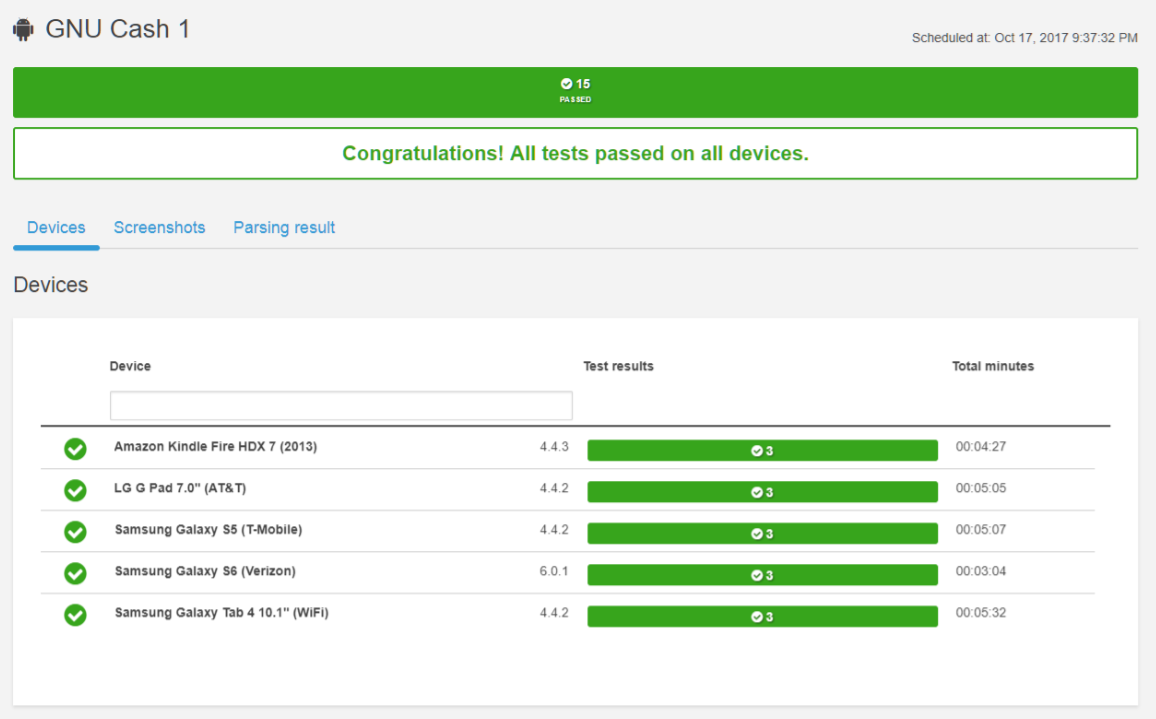 GNU Cash 1
Scheduled at: Oct 17, 2017 9:37:32 PM
15
PASSED
Congratulations! All tests passed on all devices.
Devices Screenshots Parsing result
Devices
Device Test results Total minutes
Amazon Kindle Fire HDX 7 (2013) 4.4.3 3 00:04:27
LG G Pad 7.0" (AT&T) 4.4.2 3 00:05:05
Samsung Galaxy S5 (T-Mobile) 4.4.2 3 00:05:07
Samsung Galaxy S6 (Verizon) 6.0.1 3 00:03:04
Samsung Galaxy Tab 4 10.1" (WiFi) 4.4.2 3 00:05:32